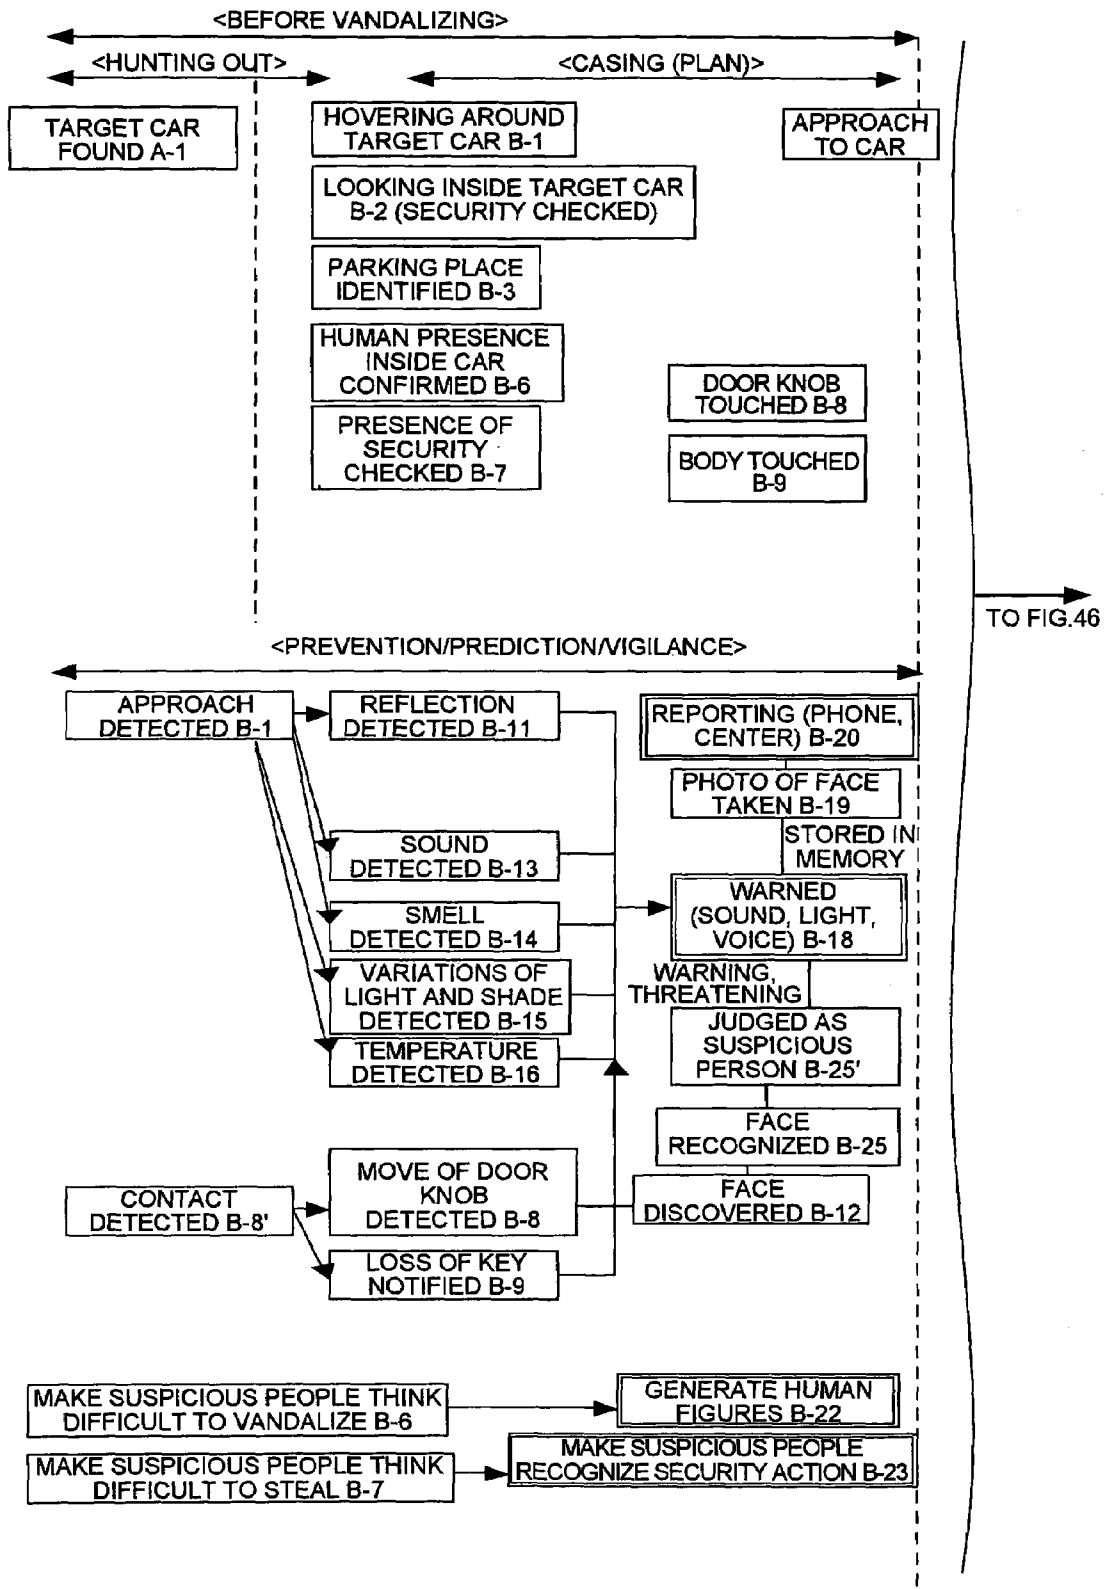 <BEFORE VANDALIZING>
<HUNTING OUT>
<CASING (PLAN)>
TARGET CAR
FOUND A-1
HOVERING AROUND
TARGET CAR B-1
APPROACH
TO CAR
LOOKING INSIDE TARGET CAR
B-2 (SECURITY CHECKED)
PARKING PLACE
IDENTIFIED B-3
HUMAN PRESENCE
INSIDE CAR
CONFIRMED B-6
DOOR KNOB
TOUCHED B-8
PRESENCE OF
SECURITY
CHECKED B-7
BODY TOUCHED
B-9
TO FIG.46
<PREVENTION/PREDICTION/VIGILANCE>
APPROACH
DETECTED B-1
REFLECTION
DETECTED B-11
REPORTING (PHONE,
CENTER) B-20
PHOTO OF FACE
TAKEN B-19
STORED IN
MEMORY
SOUND
DETECTED B-13
WARNED
(SOUND, LIGHT,
VOICE) B-18
SMELL
DETECTED B-14
VARIATIONS OF
LIGHT AND SHADE
DETECTED B-15
WARNING,
THREATENING
JUDGED AS
SUSPICIOUS
PERSON B-25'
TEMPERATURE
DETECTED B-16
FACE
RECOGNIZED B-25
MOVE OF DOOR
KNOB
DETECTED B-8
CONTACT
DETECTED B-8'
FACE
DISCOVERED B-12
LOSS OF KEY
NOTIFIED B-9
MAKE SUSPICIOUS PEOPLE THINK
DIFFICULT TO VANDALIZE B-6
GENERATE HUMAN
FIGURES B-22
MAKE SUSPICIOUS PEOPLE THINK
DIFFICULT TO STEAL B-7
MAKE SUSPICIOUS PEOPLE
RECOGNIZE SECURITY ACTION B-23